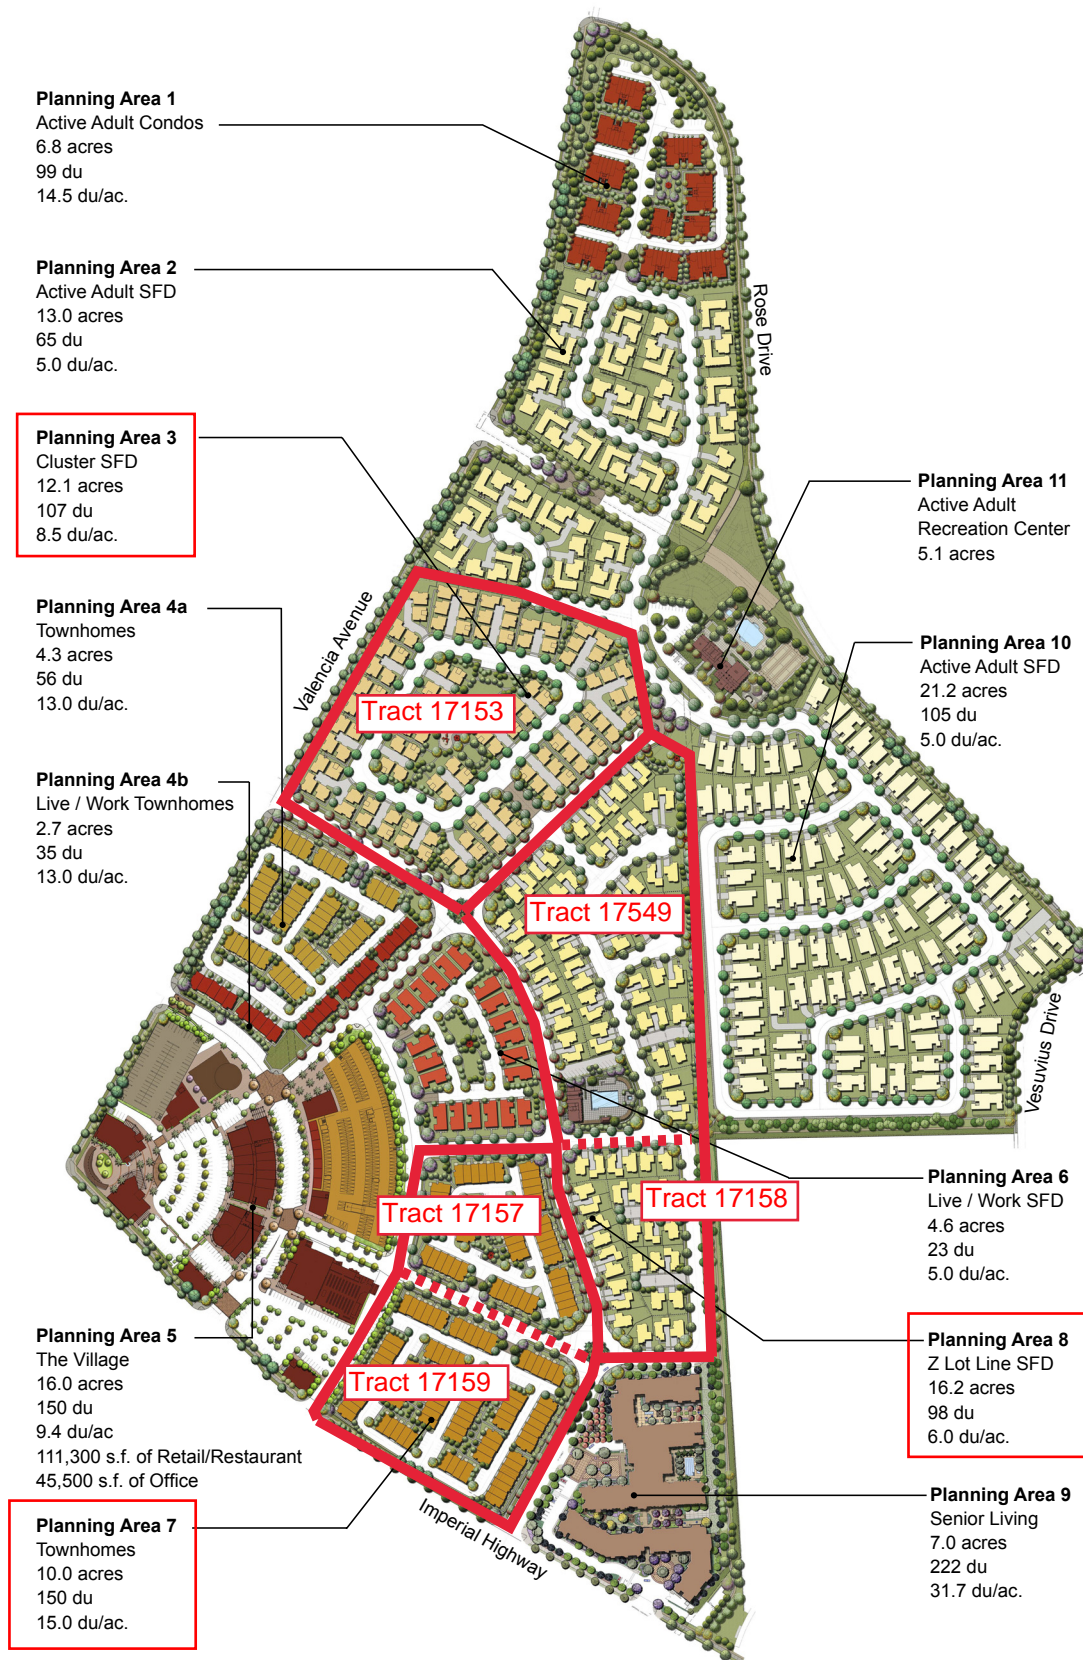 Planning Area 1
Active Adult Condos
6.8 acres
99 du
14.5 du/ac.
Planning Area 2
Active Adult SFD
13.0 acres
65 du
5.0 du/ac.
Planning Area 3
Cluster SFD
12.1 acres
107 du
8.5 du/ac.
Planning Area 4a
Townhomes
4.3 acres
56 du
13.0 du/ac.
Planning Area 4b
Live / Work Townhomes
2.7 acres
35 du
13.0 du/ac.
Planning Area 5
The Village
16.0 acres
150 du
9.4 du/ac
111,300 s.f. of Retail/Restaurant
45,500 s.f. of Office
Planning Area 7
Townhomes
10.0 acres
150 du
15.0 du/ac.
Rose Drive
Valencia Avenue
Tract 17153
Tract 17549
Tract 17157
Tract 17158
Tract 17159
Imperial Highway
Vesuvius Drive
Planning Area 11
Active Adult
Recreation Center
5.1 acres
Planning Area 10
Active Adult SFD
21.2 acres
105 du
5.0 du/ac.
Planning Area 6
Live / Work SFD
4.6 acres
23 du
5.0 du/ac.
Planning Area 8
Z Lot Line SFD
16.2 acres
98 du
6.0 du/ac.
Planning Area 9
Senior Living
7.0 acres
222 du
31.7 du/ac.